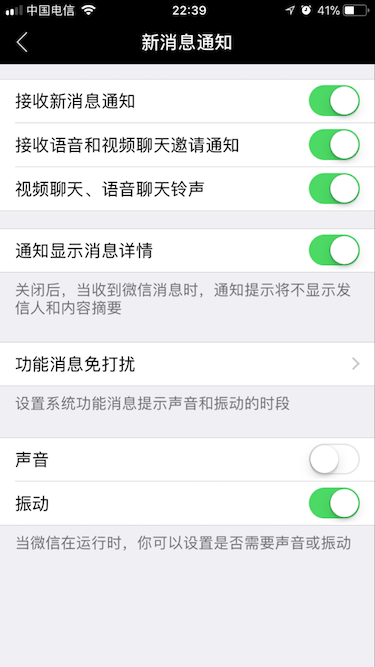 中国电信 22:39 41%
新消息通知
接收新消息通知
接收语音和视频聊天邀请通知
视频聊天、语音聊天铃声
通知显示消息详情
关闭后，当收到微信消息时，通知提示将不显示发
信人和内容摘要
功能消息免打扰
设置系统功能消息提示声音和振动的时段
声音
振动
当微信在运行时，你可以设置是否需要声音或振动